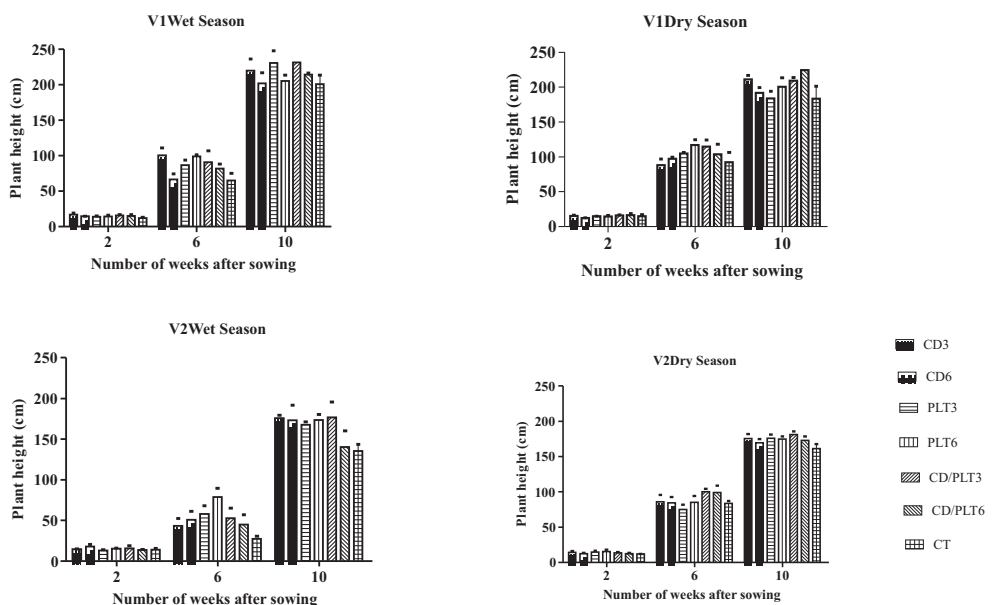 V1Wet Season
Plant height (cm)
250
200
150
100
50
0
2 6 10
Number of weeks after sowing
V1Dry Season
Plant height (cm)
250
200
150
100
50
0
2 6 10
Number of weeks after sowing
V2Wet Season
Plant height (cm)
250
200
150
100
50
0
2 6 10
Number of weeks after sowing
V2Dry Season
Plant height (cm)
250
200
150
100
50
0
2 6 10
Number of weeks after sowing
CD3
CD6
PLT3
PLT6
CD/PLT3
CD/PLT6
CT